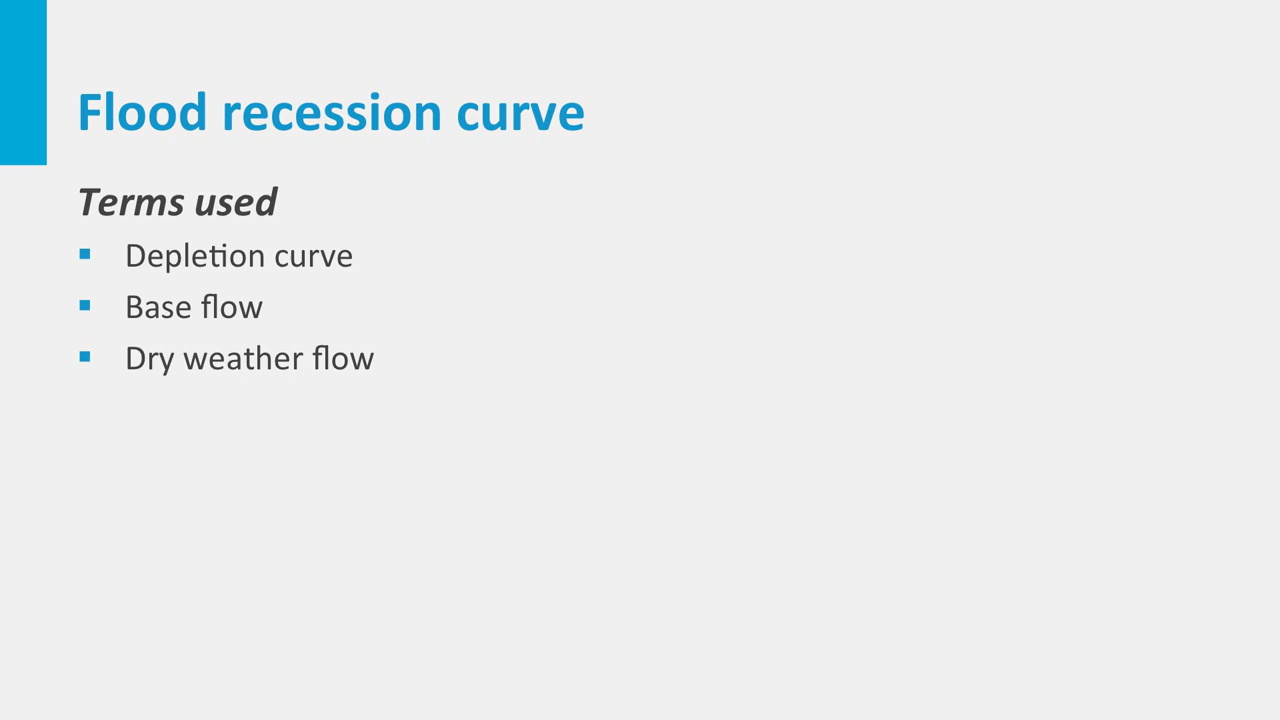 Flood recession curve
Terms used
Depletion curve
Base flow
Dry weather flow